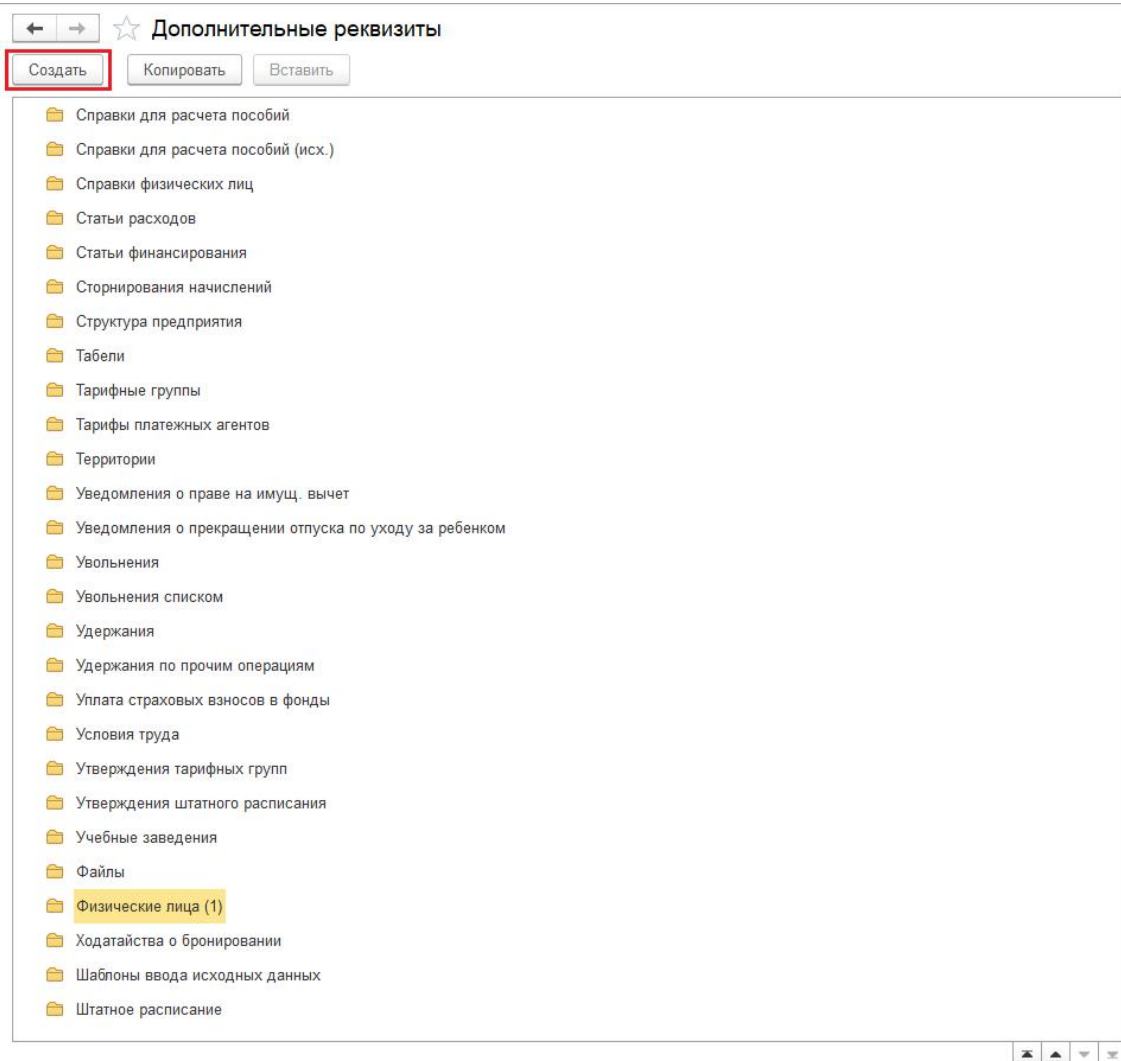 Дополнительные реквизиты
Создать Копировать Вставить
Справки для расчета пособий
Справки для расчета пособий (исх.)
Справки физических лиц
Статьи расходов
Статьи финансирования
Сторнирования начислений
Структура предприятия
Табели
Тарифные группы
Тарифы платежных агентов
Территории
Уведомления о праве на имущ. вычет
Уведомления о прекращении отпуска по уходу за ребенком
Увольнения
Увольнения списком
Удержания
Удержания по прочим операциям
Уплата страховых взносов в фонды
Условия труда
Утверждения тарифных групп
Утверждения штатного расписания
Учебные заведения
Файлы
Физические лица (1)
Ходатайства о бронировании
Шаблоны ввода исходных данных
Штатное расписание